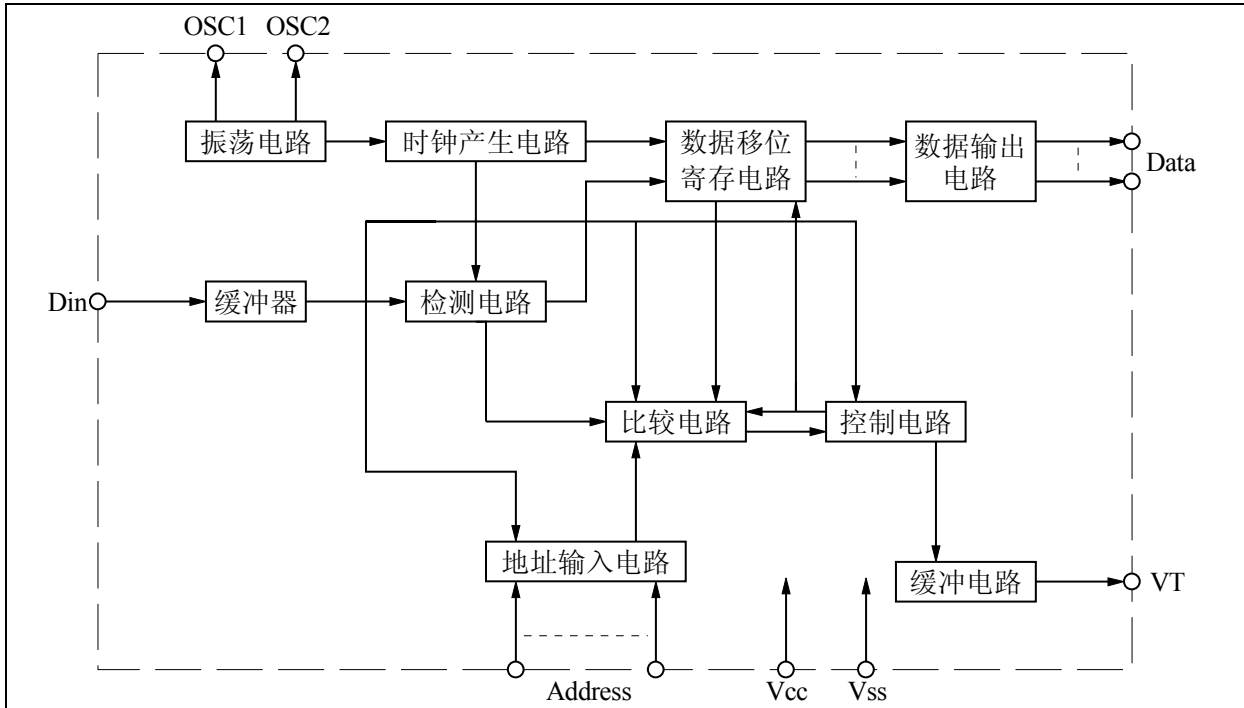 OSC1 OSC2
振荡电路
时钟产生电路
数据移位
寄存电路
数据输出
电路
Data
Din
缓冲器
检测电路
比较电路
控制电路
地址输入电路
缓冲电路
VT
Address
Vcc
Vss